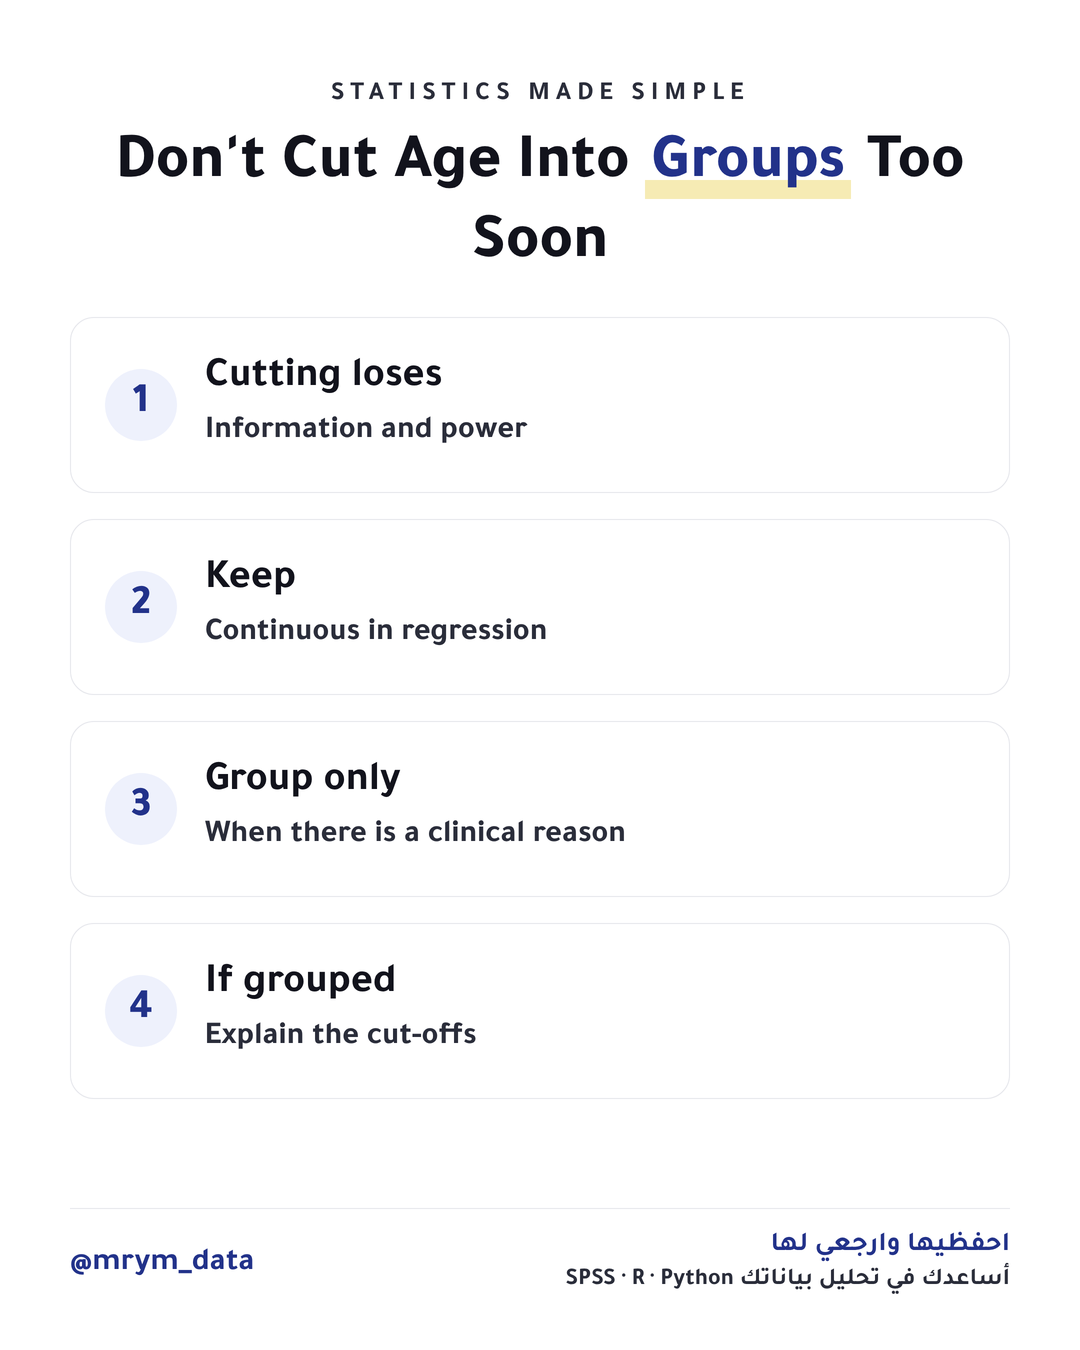 STATISTICS MADE SIMPLE
Don't Cut Age Into Groups Too
Soon
1
Cutting loses
Information and power
2
Keep
Continuous in regression
3
Group only
When there is a clinical reason
4
If grouped
Explain the cut-offs
@mrym_data
احفظيها وارجعي لها
أساعدك في تحليل بياناتك SPSS · R · Python